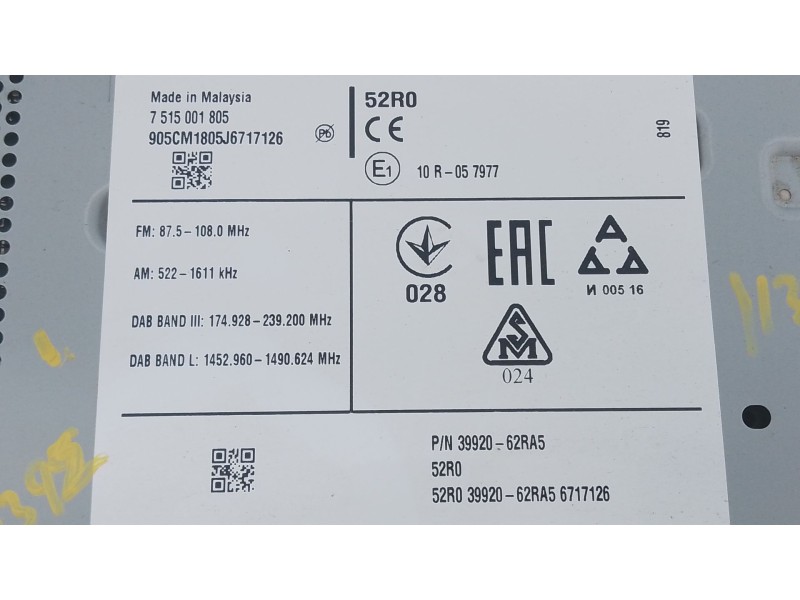 Made in Malaysia
7 515 001 805
905CM1805J6717126
Pb
52R0
CE
E1 10 R-05 7977
819
FM: 87.5-108.0 MHz
AM: 522-1611 kHz
DAB BAND III: 174.928-239.200 MHz
DAB BAND L: 1452.960-1490.624 MHz
028
EAC
И 005 16
SM
024
P/N 39920-62RA5
52R0
52R0 39920-62RA5 6717126